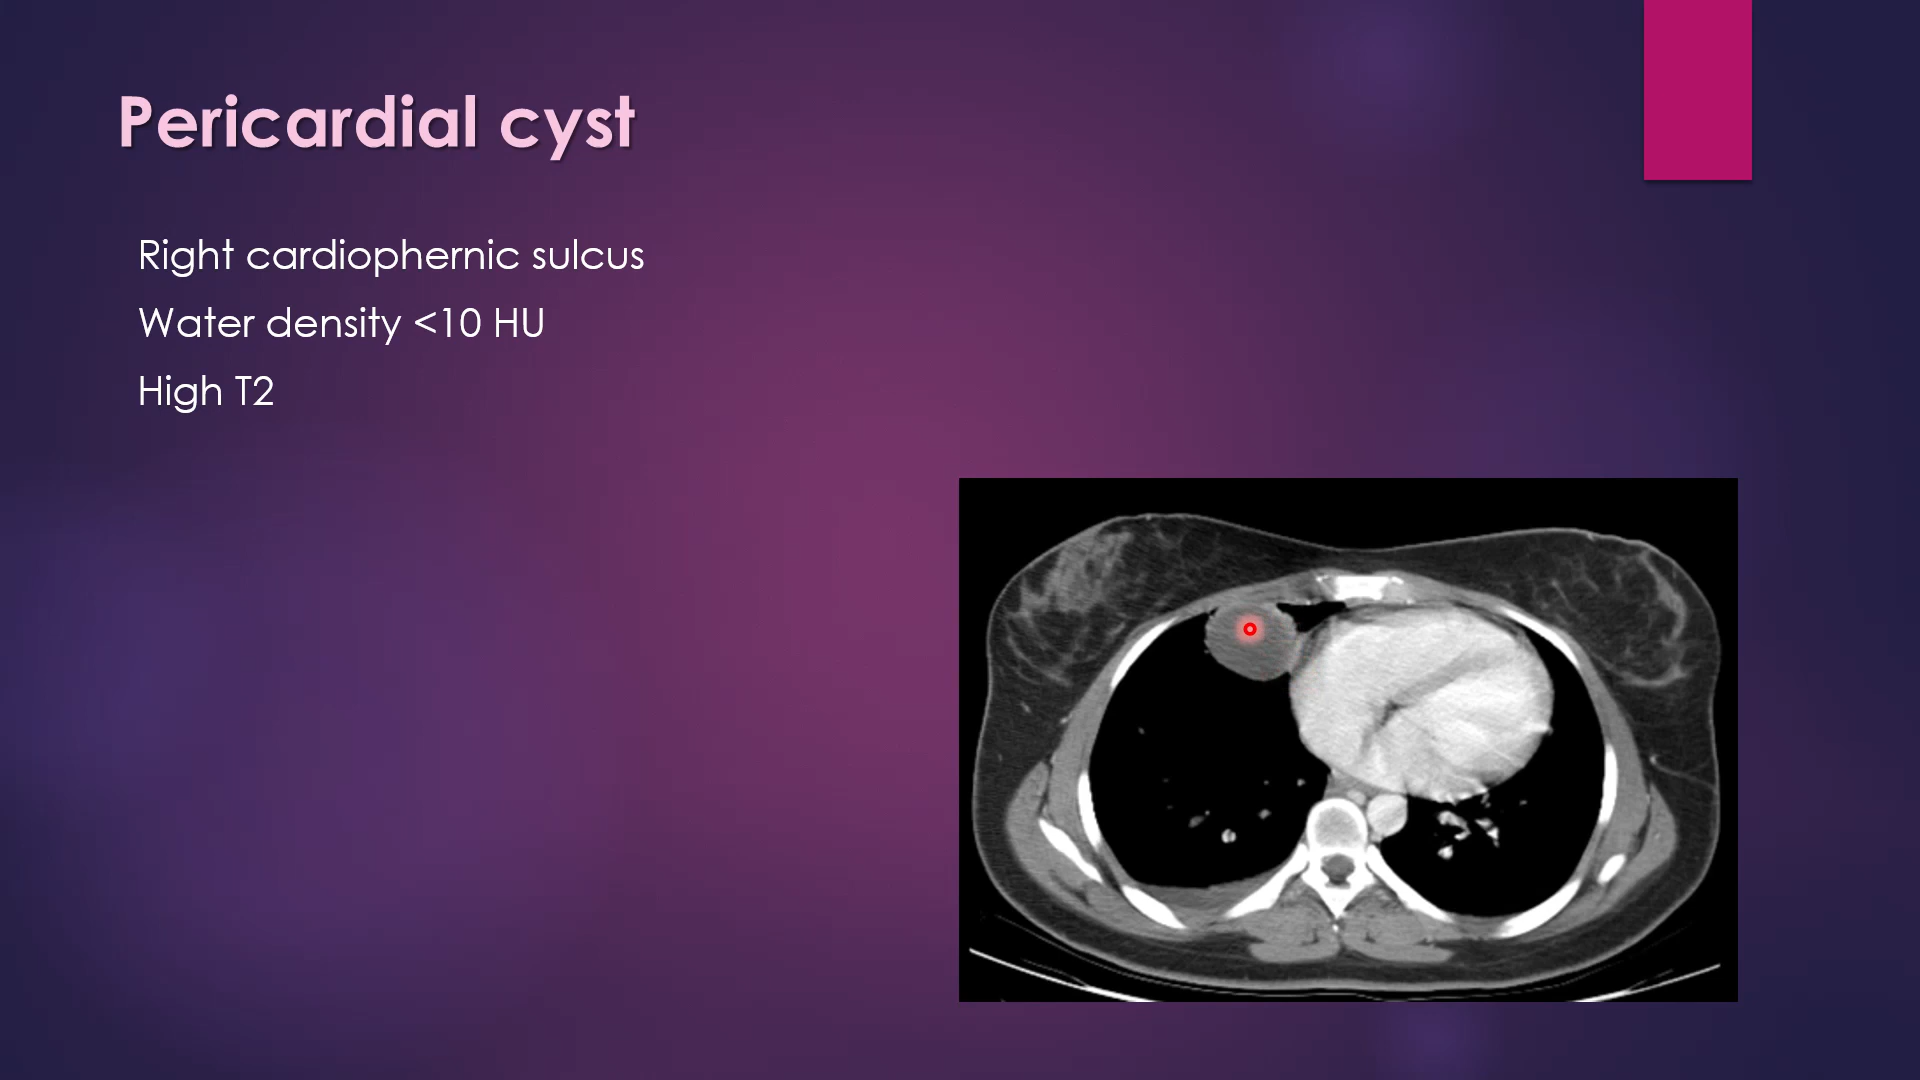 Pericardial cyst
Right cardiophernic sulcus
Water density <10 HU
High T2